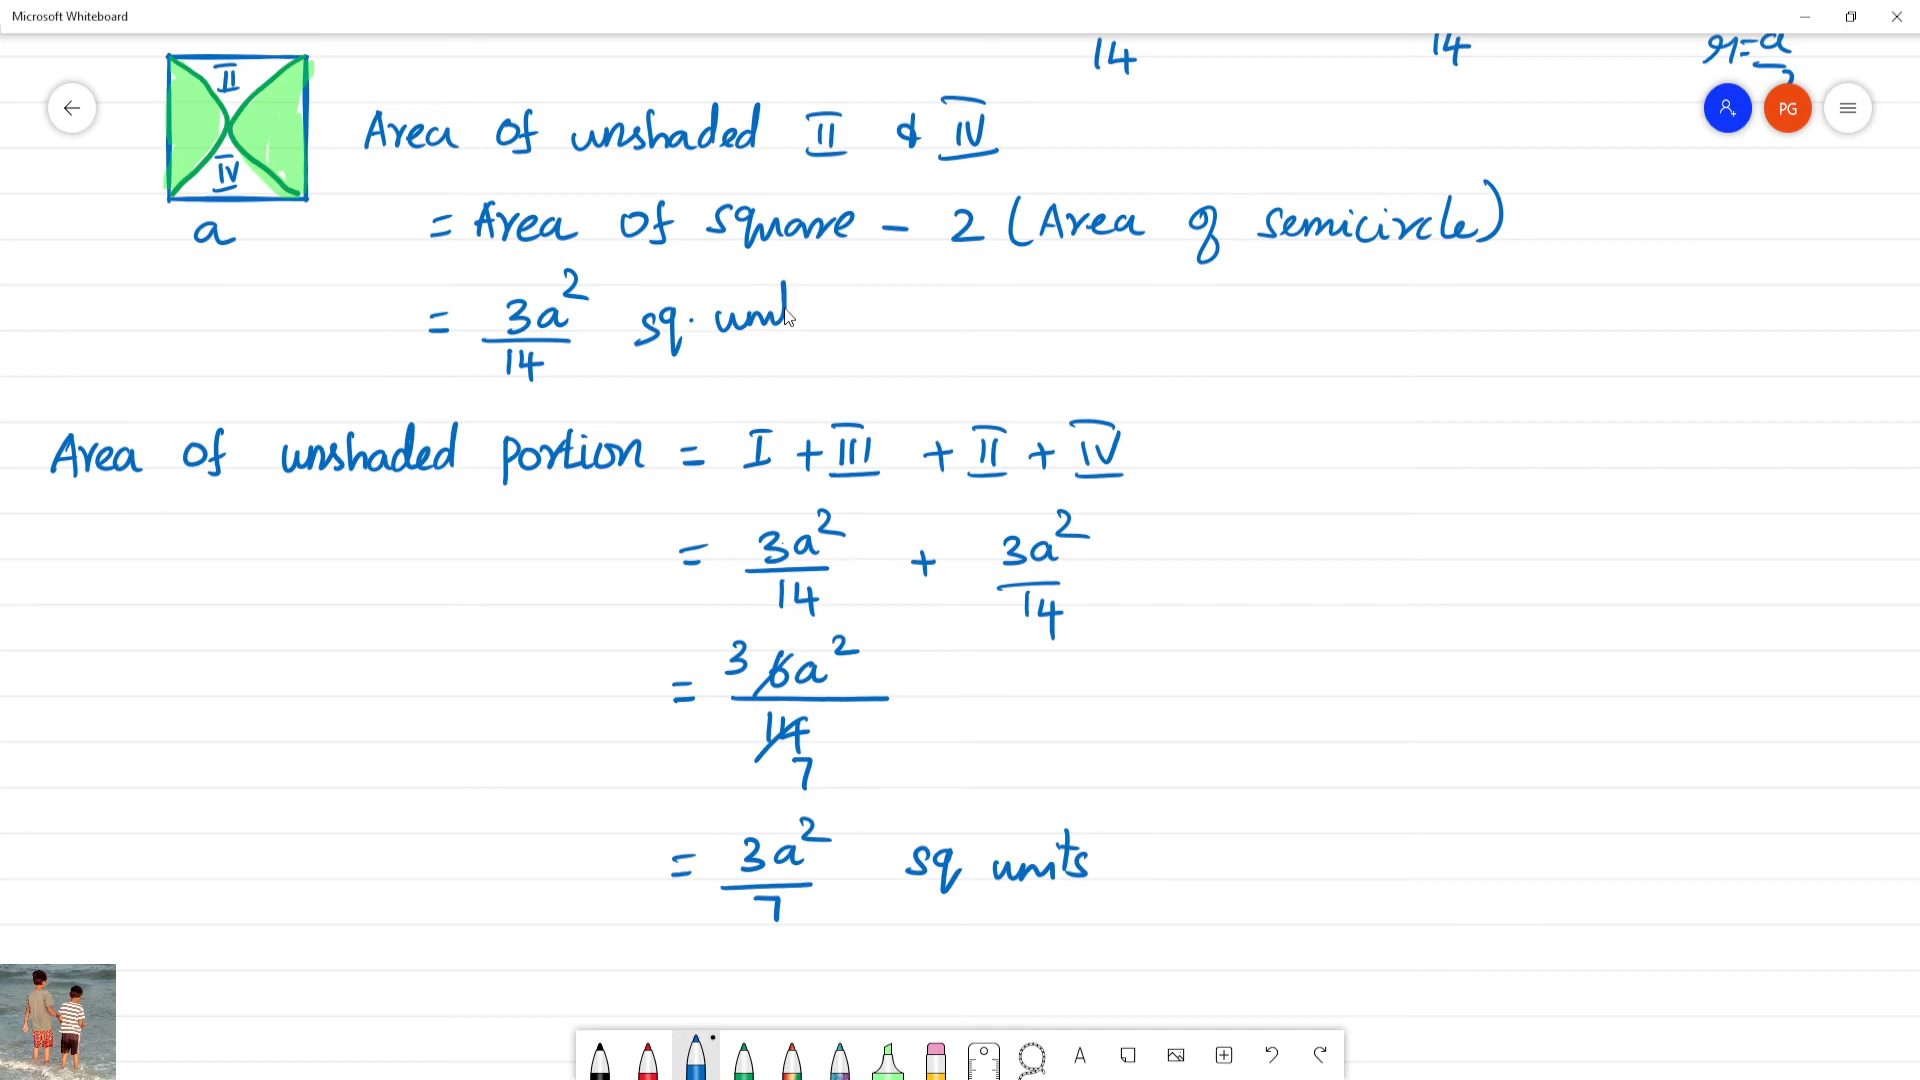 Microsoft Whiteboard
14 14 r=a
II
PG
Area of unshaded II & IV
IV
= Area of square - 2 (Area of semicircle)
a
= 3a²/14 sq. unit
Area of unshaded portion = I + III + II + IV
= 3a²/14 + 3a²/14
= 3 6a²/14 7
= 3a²/7 sq units
A